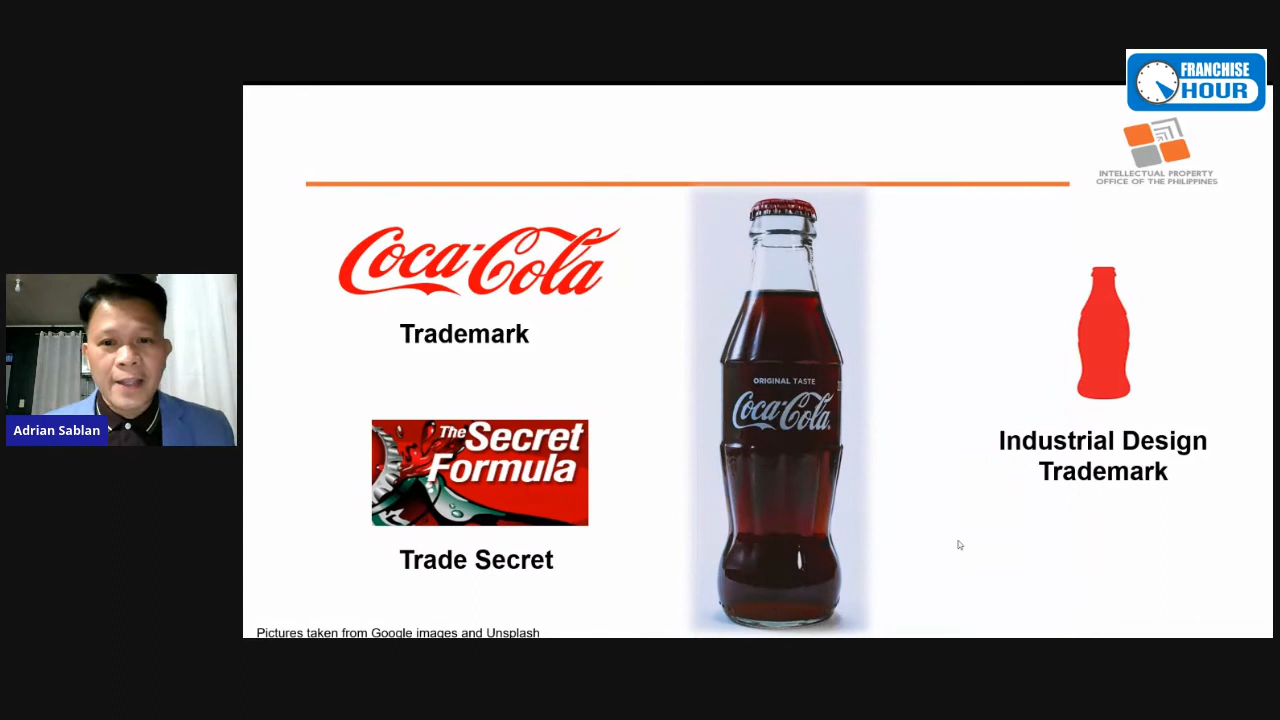 FRANCHISE
HOUR
INTELLECTUAL PROPERTY
OFFICE OF THE PHILIPPINES
Coca-Cola
Trademark
The Secret
Formula
Trade Secret
ORIGINAL TASTE
Coca-Cola
Industrial Design
Trademark
Adrian Sablan
Pictures taken from Google images and Unsplash